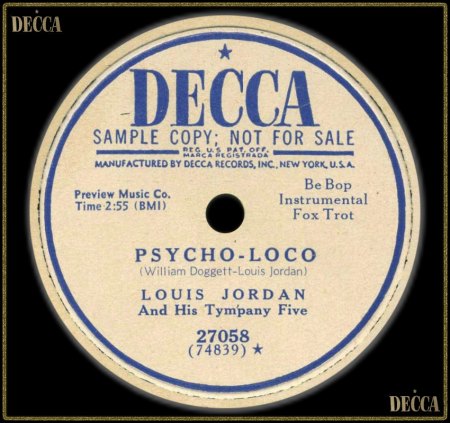 DECCA
DECCA
SAMPLE COPY; NOT FOR SALE
REG. U.S. PAT. OFF.
MARCA REGISTRADA
MANUFACTURED BY DECCA RECORDS, INC., NEW YORK, U.S.A.
Preview Music Co.
Time 2:55 (BMI)
Be Bop
Instrumental
Fox Trot
PSYCHO-LOCO
(William Doggett-Louis Jordan)
LOUIS JORDAN
And His Tympany Five
27058
(74839) ★
DECCA